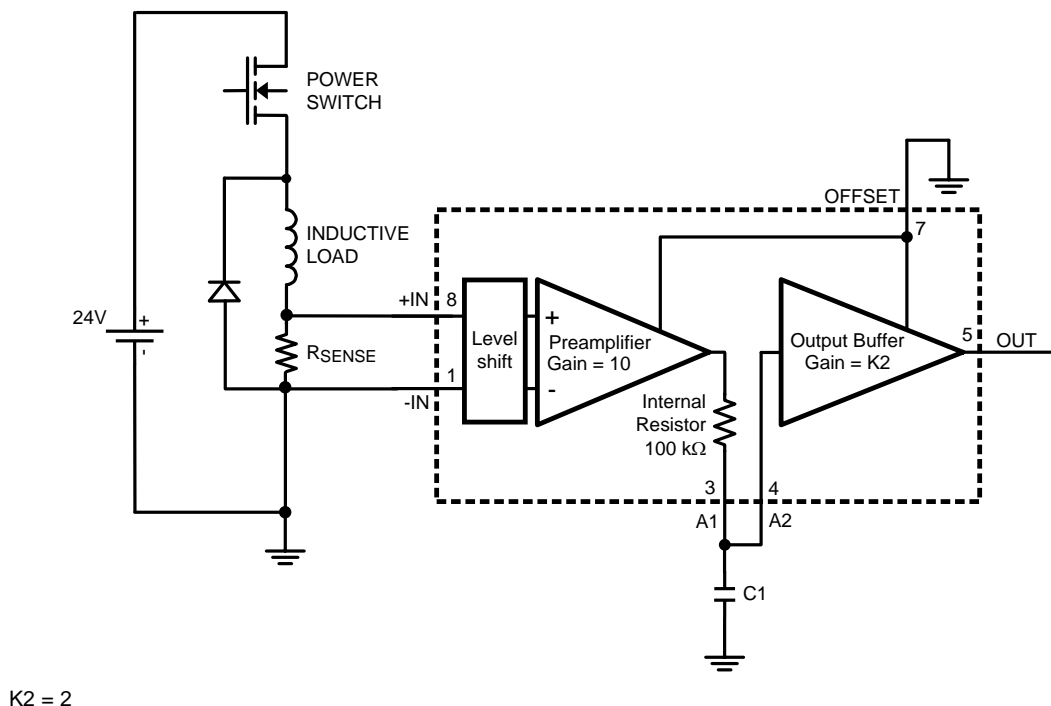 POWER
SWITCH
OFFSET
7
INDUCTIVE
LOAD
+IN
8
24V
+
-
Level
shift
+
-
Preamplifier
Gain = 10
Output Buffer
Gain = K2
5
OUT
RSENSE
1
-IN
Internal
Resistor
100 kΩ
3
4
A1
A2
C1
K2 = 2